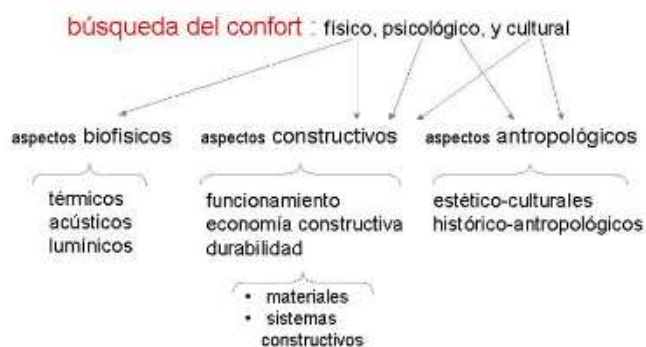 búsqueda del confort : físico, psicológico, y cultural
aspectos biofisicos
aspectos constructivos
aspectos antropológicos
térmicos
acústicos
lumínicos
funcionamiento
economía constructiva
durabilidad
estético-culturales
histórico-antropológicos
• materiales
• sistemas
constructivos